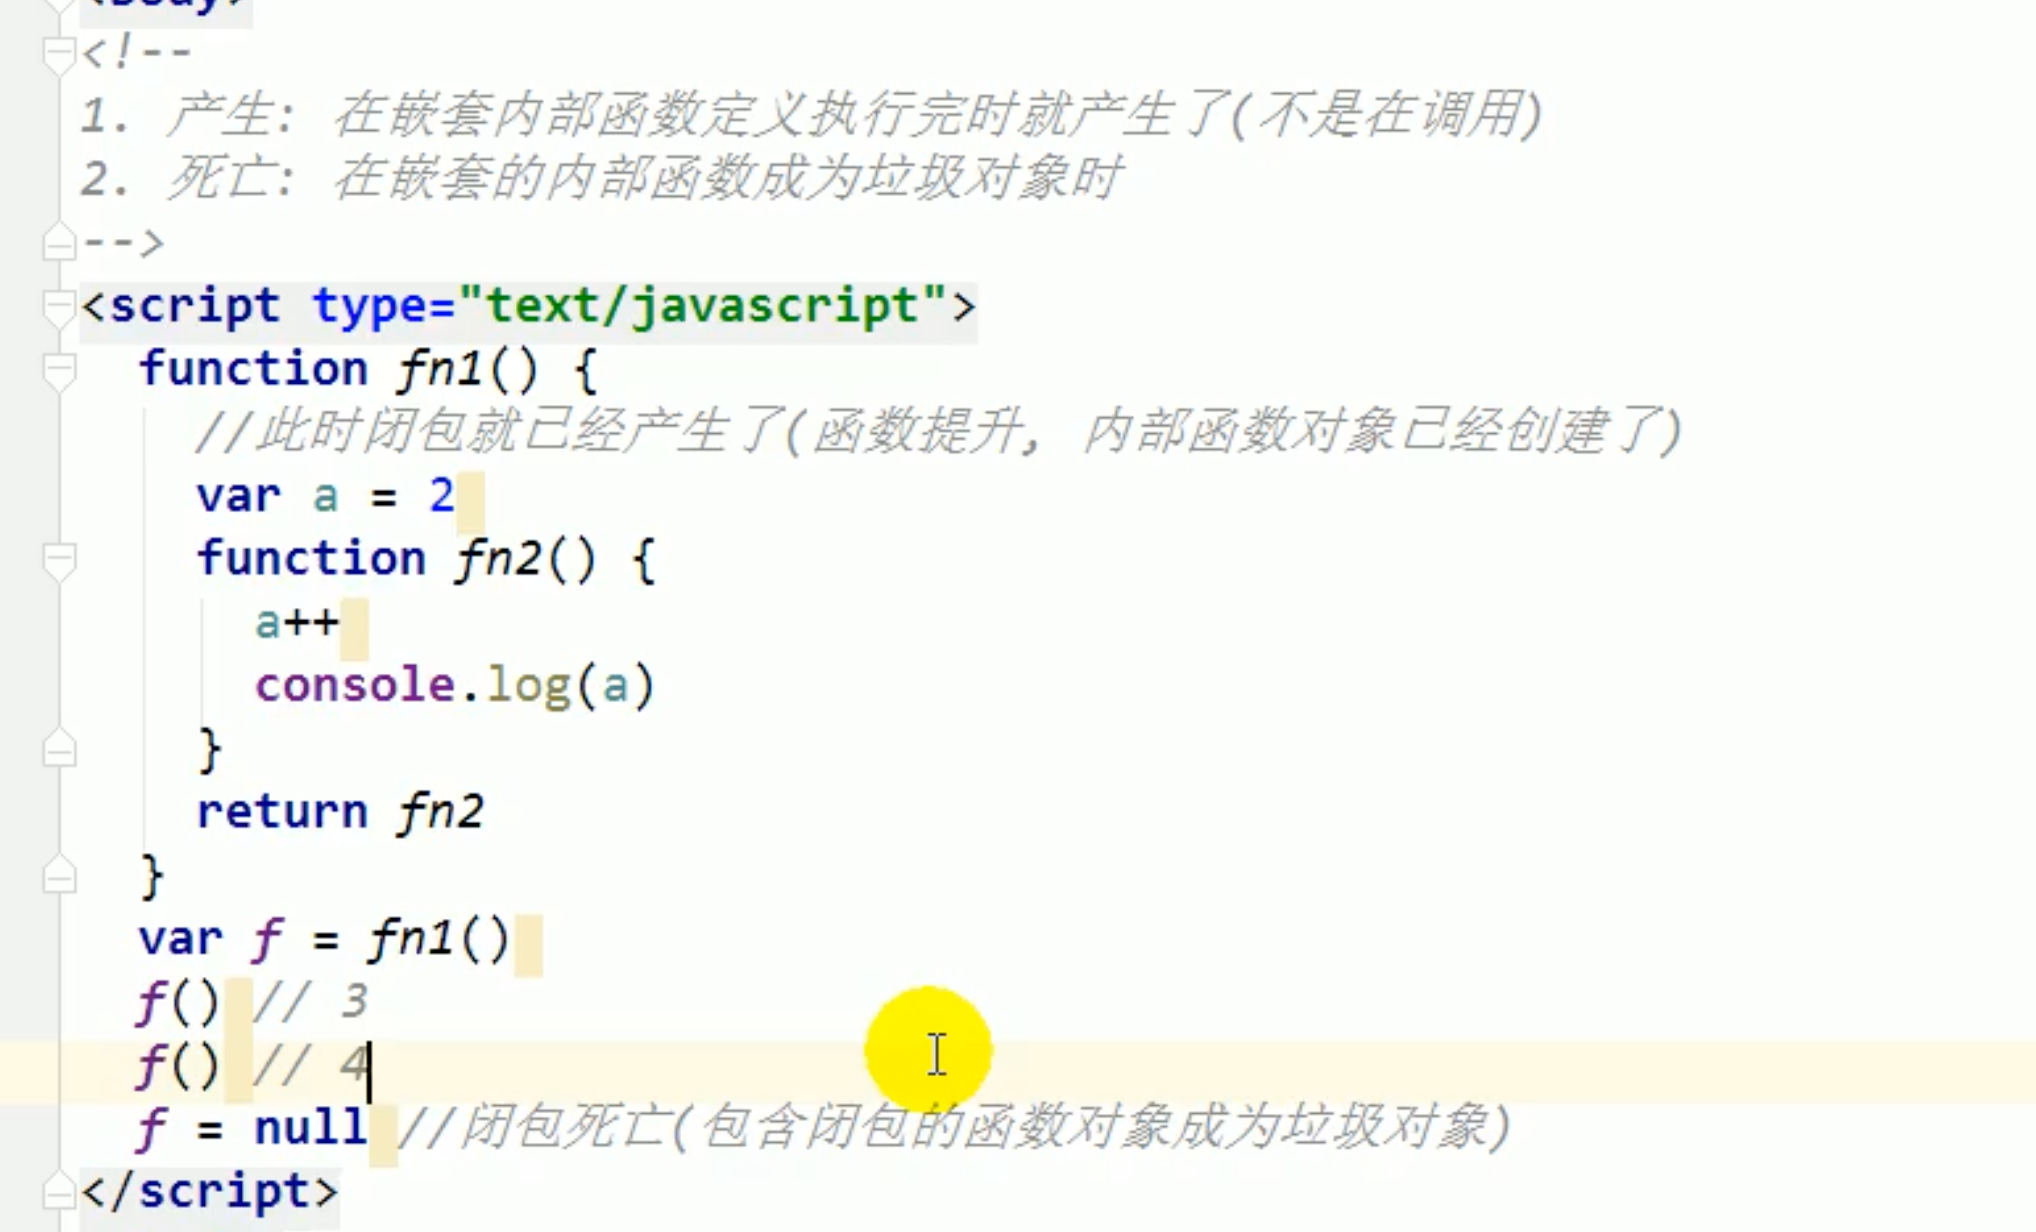 <body>
<!--
1. 产生: 在嵌套内部函数定义执行完时就产生了(不是在调用)
2. 死亡: 在嵌套的内部函数成为垃圾对象时
-->
<script type="text/javascript">
function fn1() {
//此时闭包就已经产生了(函数提升, 内部函数对象已经创建了)
var a = 2
function fn2() {
a++
console.log(a)
}
return fn2
}
var f = fn1()
f() // 3
f() // 4
f = null //闭包死亡(包含闭包的函数对象成为垃圾对象)
</script>